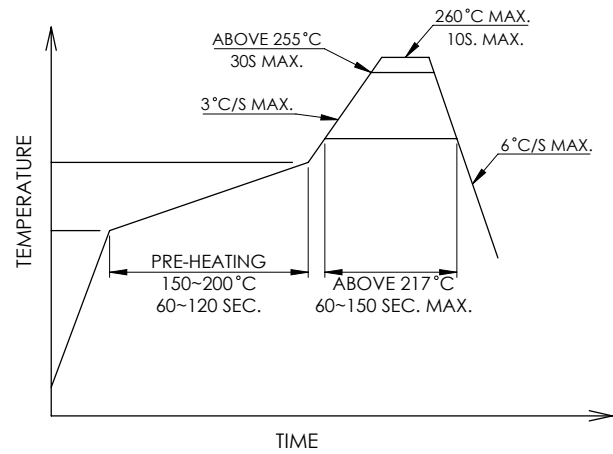 260°C MAX.
10S. MAX.
ABOVE 255°C
30S MAX.
3°C/S MAX.
6°C/S MAX.
TEMPERATURE
PRE-HEATING
150~200°C
60~120 SEC.
ABOVE 217°C
60~150 SEC. MAX.
TIME